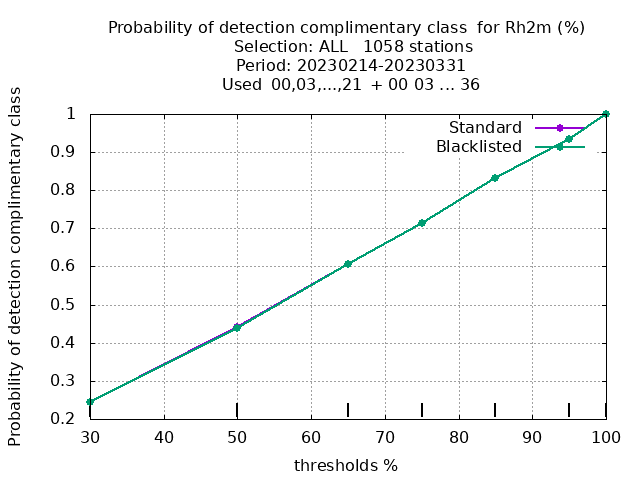 Probability of detection complimentary class  for Rh2m (%)
Selection: ALL   1058 stations
Period: 20230214-20230331
Used  00,03,...,21  + 00 03 ... 36
Probability of detection complimentary class
1
0.9
0.8
0.7
0.6
0.5
0.4
0.3
0.2
Standard
Blacklisted
30 40 50 60 70 80 90 100
thresholds %